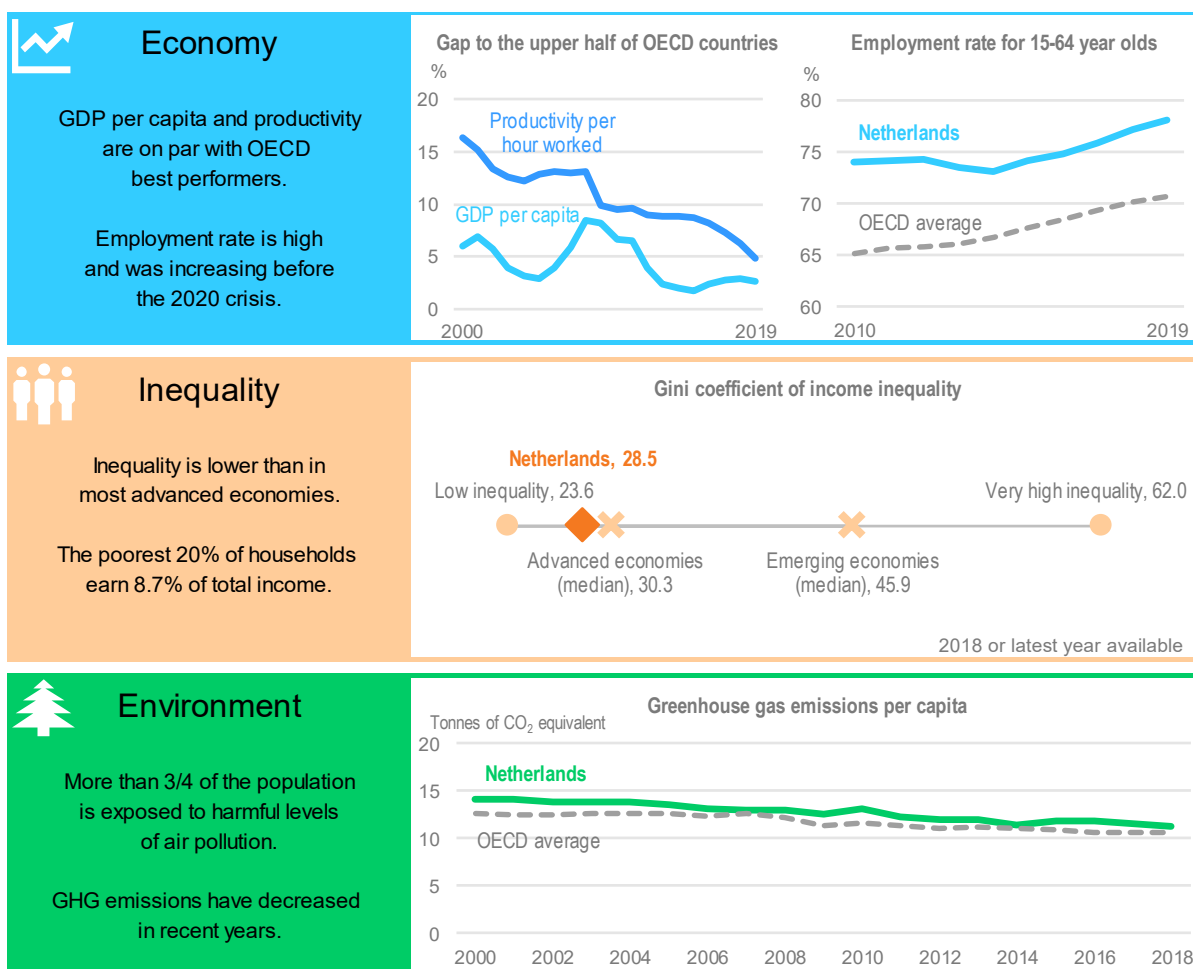 Economy
GDP per capita and productivity
are on par with OECD
best performers.
Employment rate is high
and was increasing before
the 2020 crisis.
Gap to the upper half of OECD countries
%
20
15
10
5
0
Productivity per
hour worked
GDP per capita
2000
2019
Employment rate for 15-64 year olds
%
80
75
70
65
60
Netherlands
OECD average
2010
2019
Inequality
Inequality is lower than in
most advanced economies.
The poorest 20% of households
earn 8.7% of total income.
Gini coefficient of income inequality
Netherlands, 28.5
Low inequality, 23.6
Very high inequality, 62.0
Advanced economies
(median), 30.3
Emerging economies
(median), 45.9
2018 or latest year available
Environment
More than 3/4 of the population
is exposed to harmful levels
of air pollution.
GHG emissions have decreased
in recent years.
Greenhouse gas emissions per capita
Tonnes of CO₂ equivalent
20
15
10
5
0
Netherlands
OECD average
2000 2002 2004 2006 2008 2010 2012 2014 2016 2018